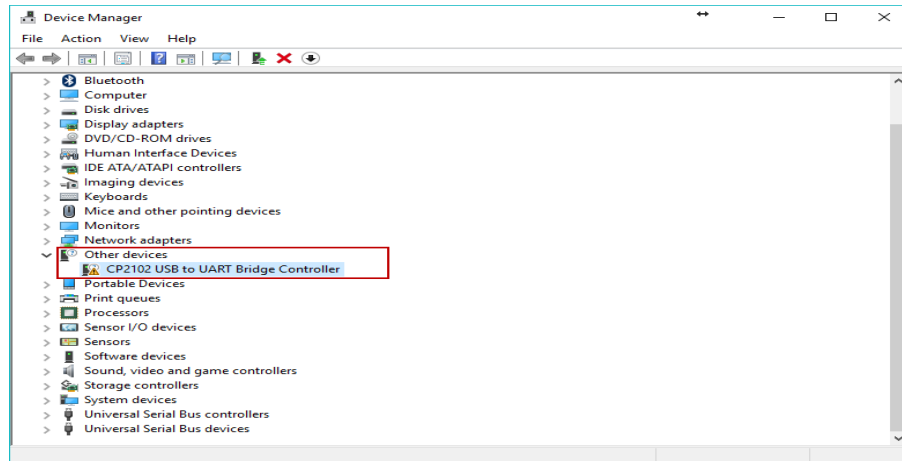 Device Manager
File Action View Help
Bluetooth
Computer
Disk drives
Display adapters
DVD/CD-ROM drives
Human Interface Devices
IDE ATA/ATAPI controllers
Imaging devices
Keyboards
Mice and other pointing devices
Monitors
Network adapters
Other devices
CP2102 USB to UART Bridge Controller
Portable Devices
Print queues
Processors
Sensor I/O devices
Sensors
Software devices
Sound, video and game controllers
Storage controllers
System devices
Universal Serial Bus controllers
Universal Serial Bus devices